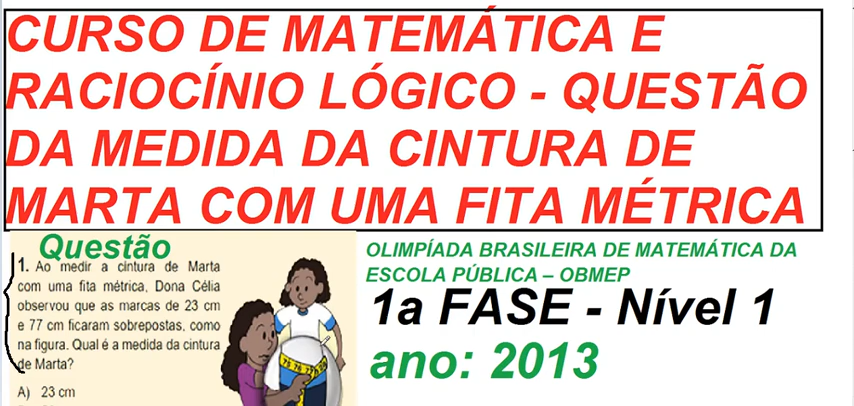 CURSO DE MATEMÁTICA E
RACIOCÍNIO LÓGICO - QUESTÃO
DA MEDIDA DA CINTURA DE
MARTA COM UMA FITA MÉTRICA
Questão
1. Ao medir a cintura de Marta
com uma fita métrica, Dona Célia
observou que as marcas de 23 cm
e 77 cm ficaram sobrepostas, como
na figura. Qual é a medida da cintura
de Marta?
A) 23 cm
OLIMPÍADA BRASILEIRA DE MATEMÁTICA DA
ESCOLA PÚBLICA – OBMEP
1a FASE - Nível 1
ano: 2013